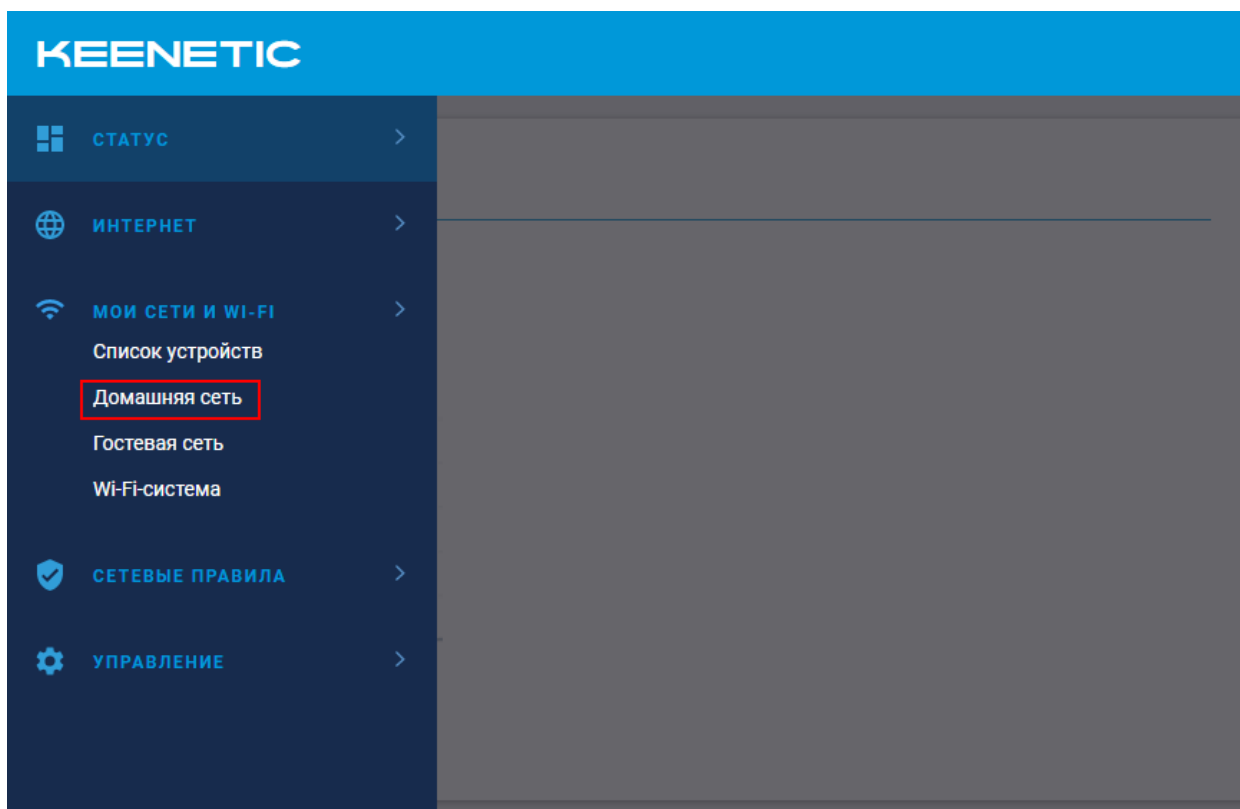 KEENETIC
СТАТУС
ИНТЕРНЕТ
МОИ СЕТИ И WI-FI
Список устройств
Домашняя сеть
Гостевая сеть
Wi-Fi-система
СЕТЕВЫЕ ПРАВИЛА
УПРАВЛЕНИЕ